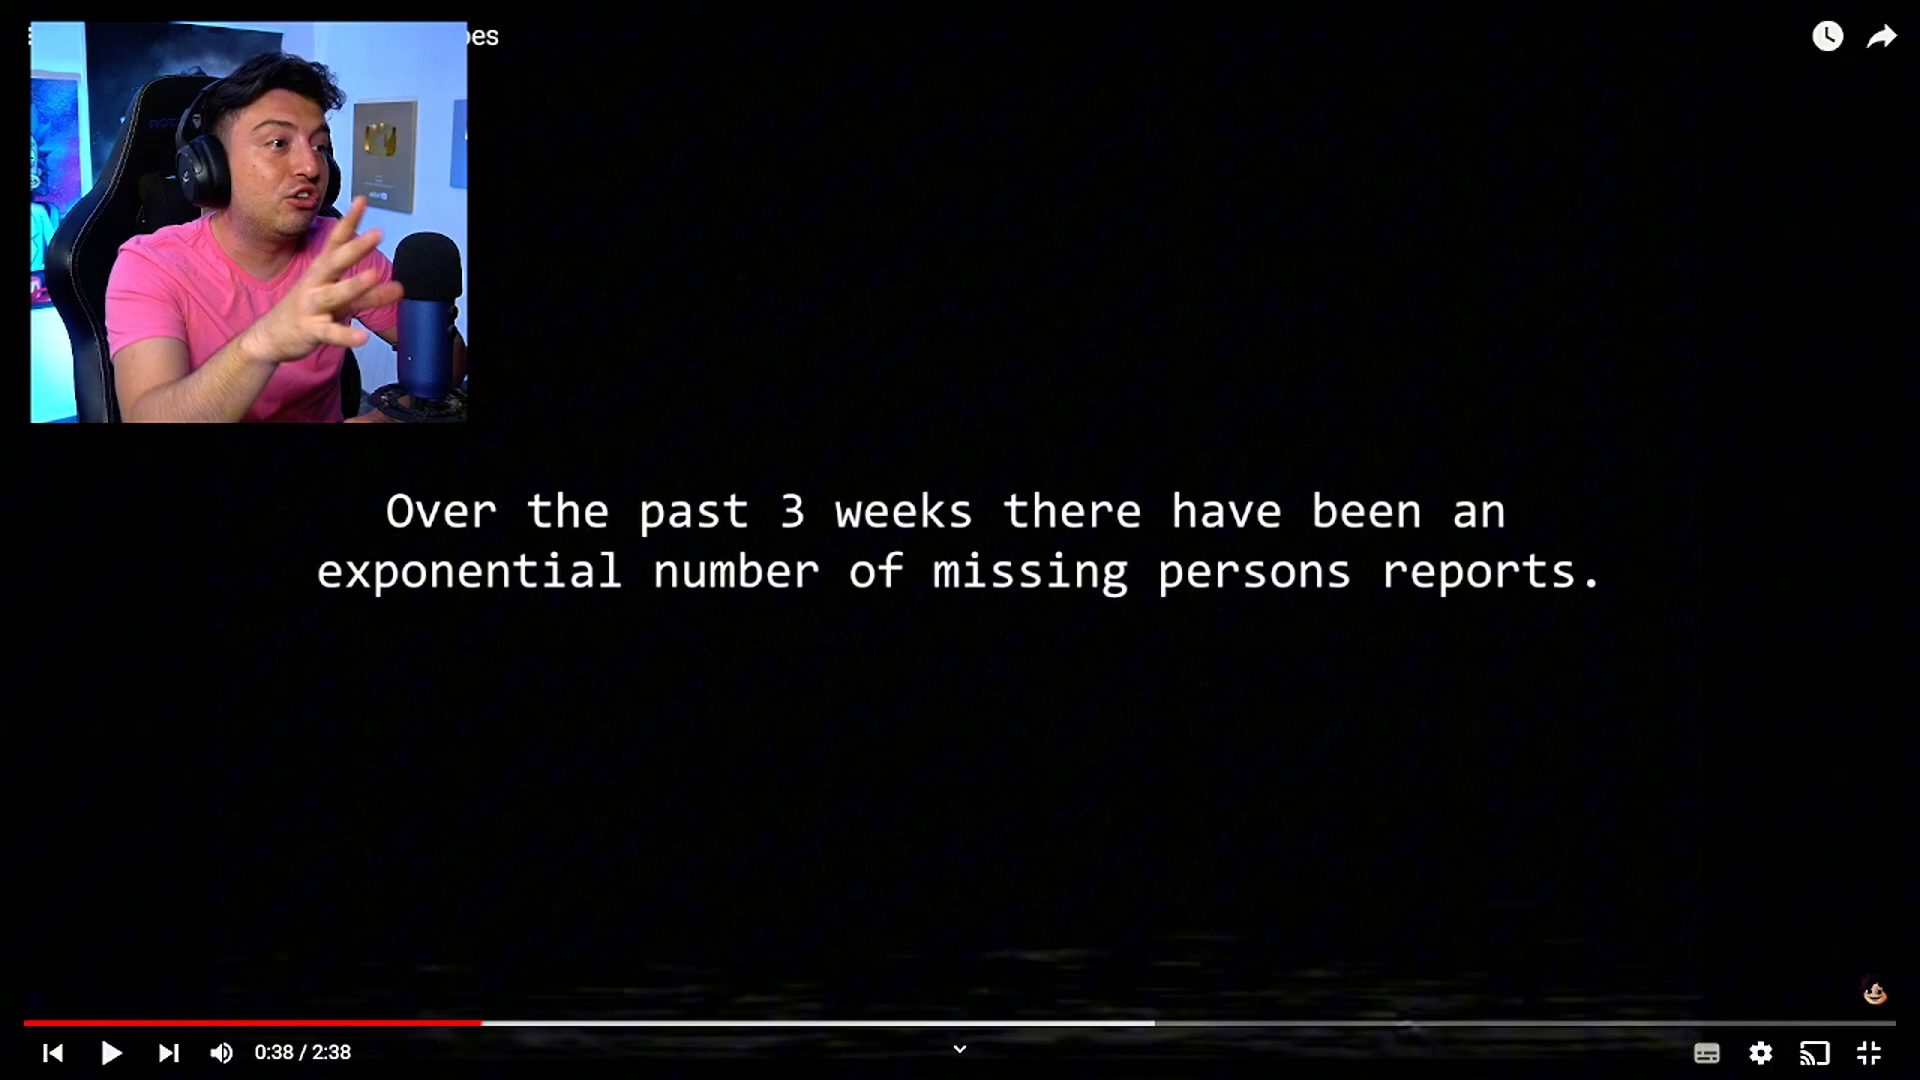 Over the past 3 weeks there have been an
exponential number of missing persons reports.
0:38 / 2:38